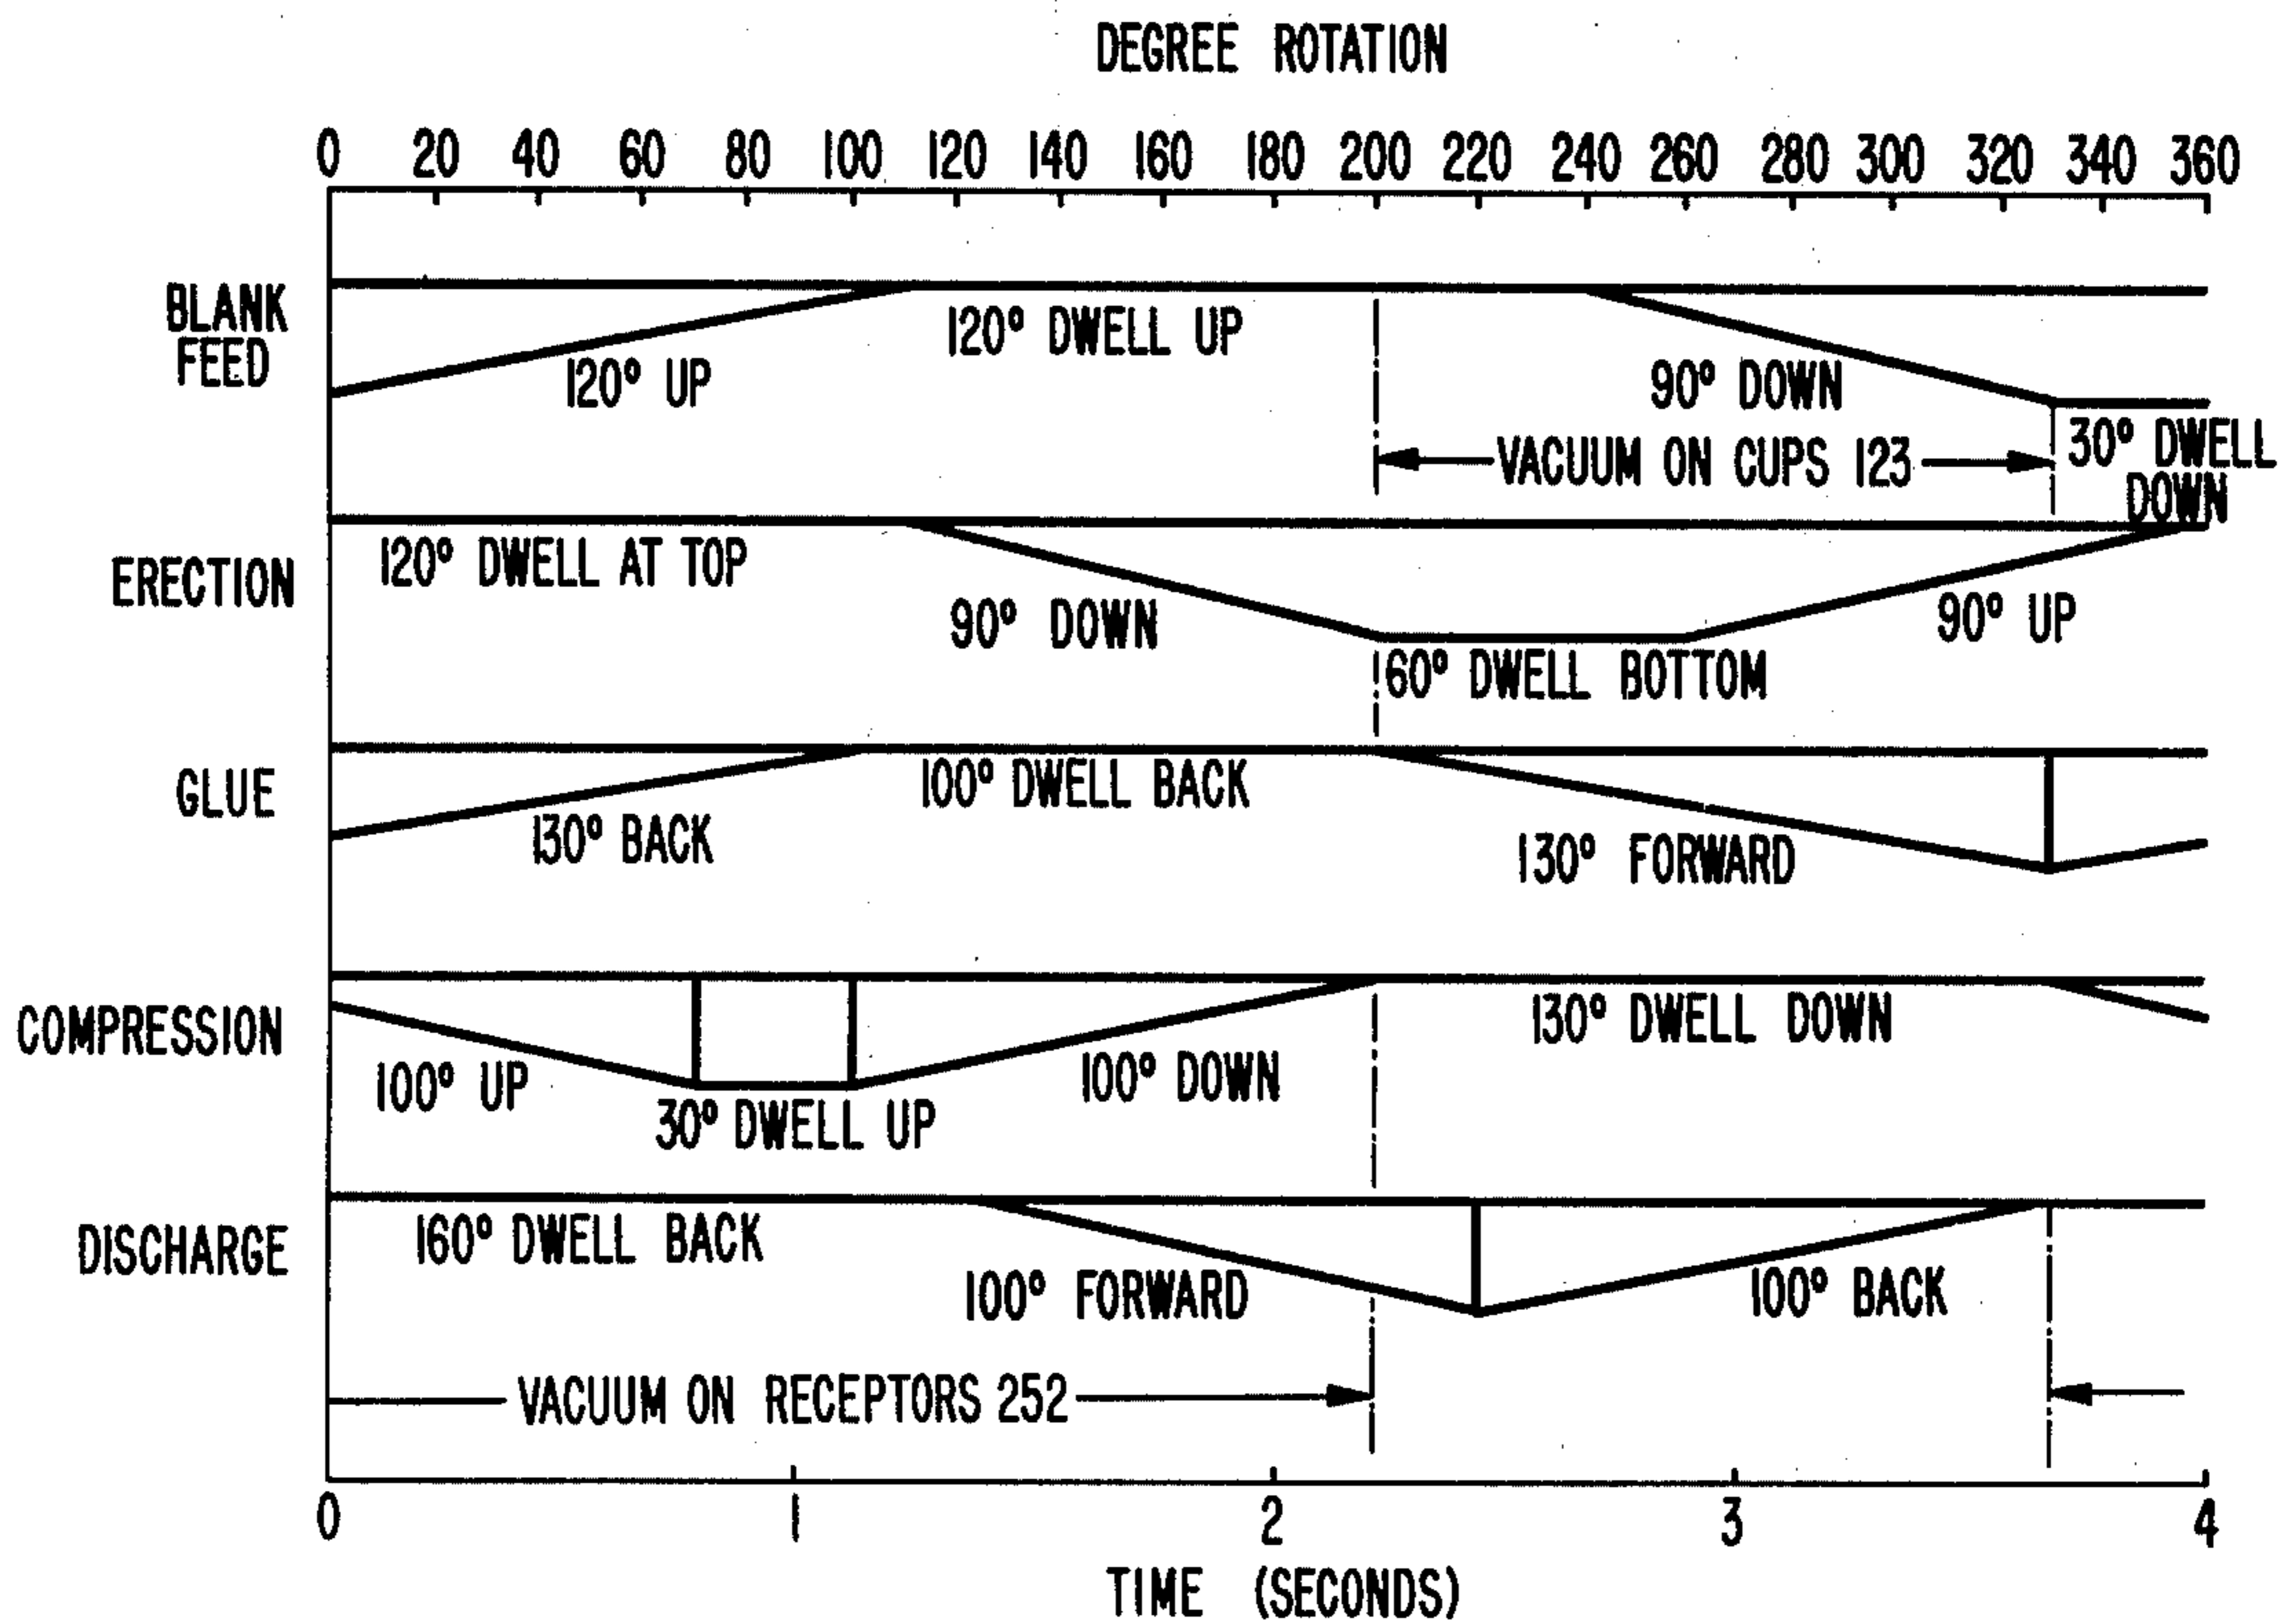 DEGREE ROTATION
0 20 40 60 80 100 120 140 160 180 200 220 240 260 280 300 320 340 360
BLANK
FEED
120° UP
120° DWELL UP
90° DOWN
VACUUM ON CUPS 123
30° DWELL
DOWN
ERECTION
120° DWELL AT TOP
90° DOWN
60° DWELL BOTTOM
90° UP
GLUE
130° BACK
100° DWELL BACK
130° FORWARD
COMPRESSION
100° UP
30° DWELL UP
100° DOWN
130° DWELL DOWN
DISCHARGE
160° DWELL BACK
100° FORWARD
100° BACK
VACUUM ON RECEPTORS 252
0 1 2 3 4
TIME (SECONDS)